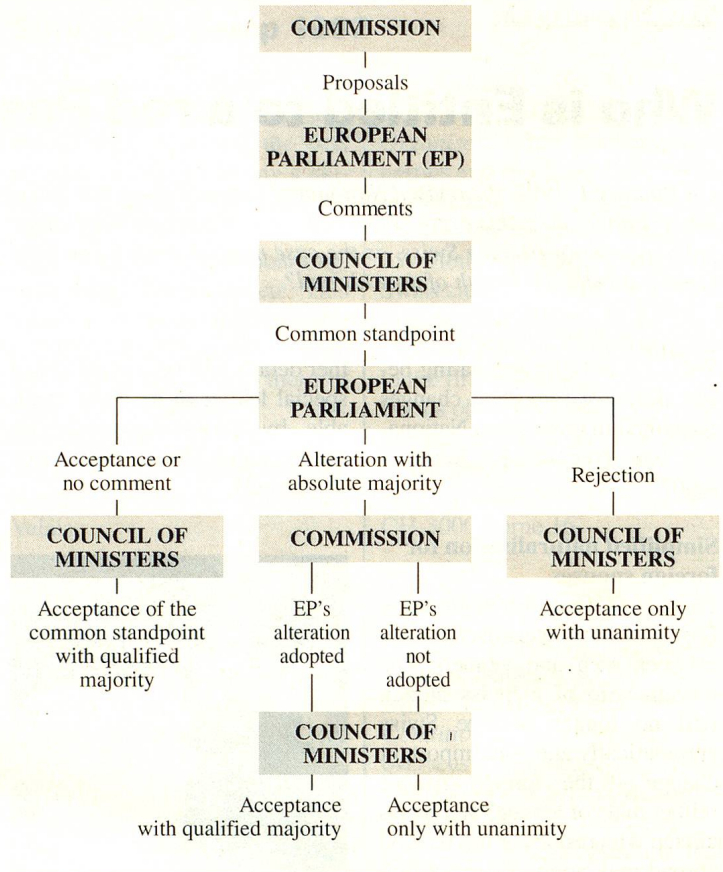 COMMISSION
Proposals
EUROPEAN
PARLIAMENT (EP)
Comments
COUNCIL OF
MINISTERS
Common standpoint
EUROPEAN
PARLIAMENT
Acceptance or
no comment
Alteration with
absolute majority
Rejection
COUNCIL OF
MINISTERS
COMMISSION
COUNCIL OF
MINISTERS
Acceptance of the
common standpoint
with qualified
majority
EP's
alteration
adopted
EP's
alteration
not
adopted
Acceptance only
with unanimity
COUNCIL OF
MINISTERS
Acceptance
with qualified majority
Acceptance
only with unanimity